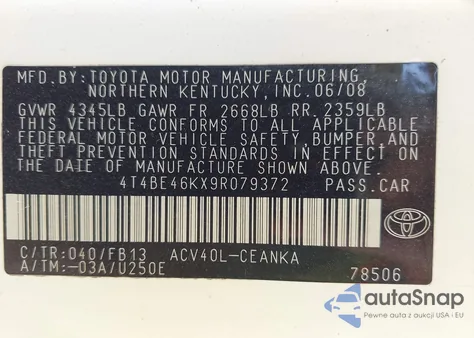 MFD. BY: TOYOTA MOTOR MANUFACTURING,
NORTHERN KENTUCKY, INC. 06/08
GVWR 4345LB GAWR FR 2668LB RR 2359LB
THIS VEHICLE CONFORMS TO ALL APPLICABLE
FEDERAL MOTOR VEHICLE SAFETY, BUMPER, AND
THEFT PREVENTION STANDARDS IN EFFECT ON
THE DATE OF MANUFACTURE SHOWN ABOVE.
4T4BE46KX9R079372 PASS. CAR
TOYOTA
C/TR: 040/FB13 ACV40L-CEANKA
A/TM: -03A/U250E 78506
autaSnap
Pewne auta z aukcji USA i EU